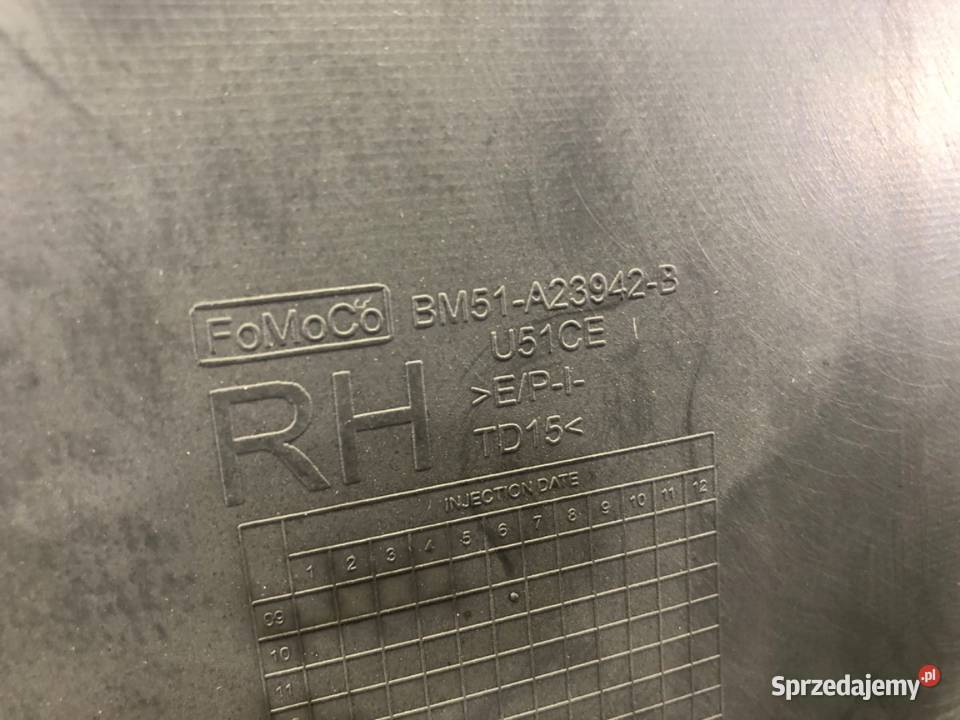 FoMoCo BM51-A23942-B
U51CE I
RH
>E/P-I-
TD15<
INJECTION DATE
1 2 3 4 5 6 7 8 9 10 11 12
09
10
11
Sprzedajemy.pl